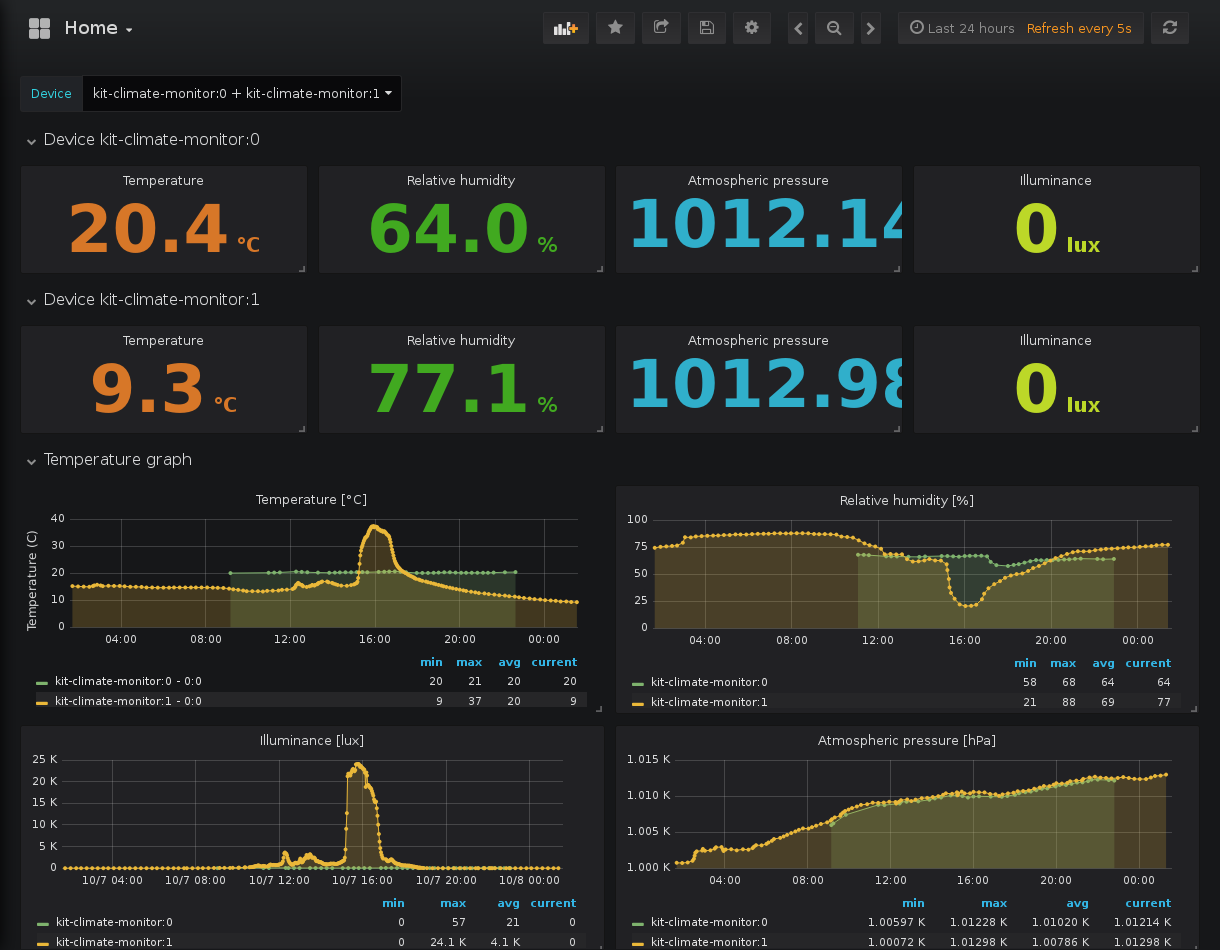 Home
Last 24 hours Refresh every 5s
Device kit-climate-monitor:0 + kit-climate-monitor:1
Device kit-climate-monitor:0
Temperature Relative humidity Atmospheric pressure Illuminance
20.4 °C 64.0 % 1012.14 0 lux
Device kit-climate-monitor:1
Temperature Relative humidity Atmospheric pressure Illuminance
9.3 °C 77.1 % 1012.98 0 lux
Temperature graph
Temperature [°C]
Temperature (C)
40
30
20
10
0
04:00 08:00 12:00 16:00 20:00 00:00
min max avg current
kit-climate-monitor:0 - 0:0 20 21 20 20
kit-climate-monitor:1 - 0:0 9 37 20 9
Relative humidity [%]
100
75
50
25
0
04:00 08:00 12:00 16:00 20:00 00:00
min max avg current
kit-climate-monitor:0 58 68 64 64
kit-climate-monitor:1 21 88 69 77
Illuminance [lux]
25 K
20 K
15 K
10 K
5 K
0
10/7 04:00 10/7 08:00 10/7 12:00 10/7 16:00 10/7 20:00 10/8 00:00
min max avg current
kit-climate-monitor:0 0 57 21 0
kit-climate-monitor:1 0 24.1 K 4.1 K 0
Atmospheric pressure [hPa]
1.015 K
1.010 K
1.005 K
1.000 K
04:00 08:00 12:00 16:00 20:00 00:00
min max avg current
kit-climate-monitor:0 1.00597 K 1.01228 K 1.01020 K 1.01214 K
kit-climate-monitor:1 1.00072 K 1.01298 K 1.00786 K 1.01298 K